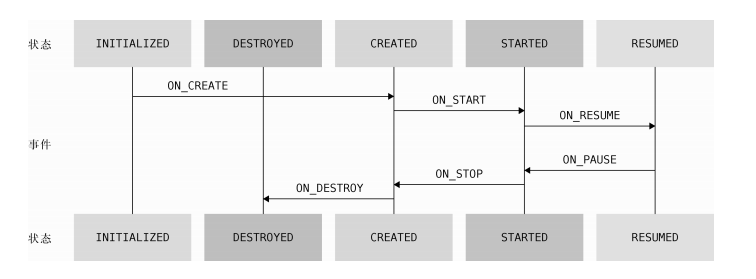 状态 INITIALIZED DESTROYED CREATED STARTED RESUMED
ON_CREATE
ON_START
ON_RESUME
事件
ON_PAUSE
ON_STOP
ON_DESTROY
状态 INITIALIZED DESTROYED CREATED STARTED RESUMED